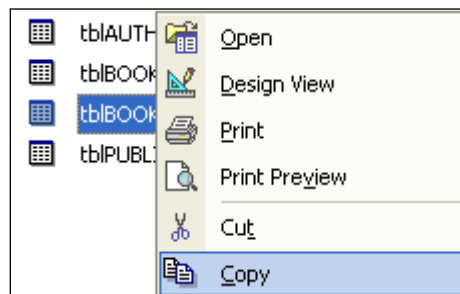 tblAUTH
tblBOOK
tblBOOK
tblPUBL
Open
Design View
Print
Print Preview
Cut
Copy